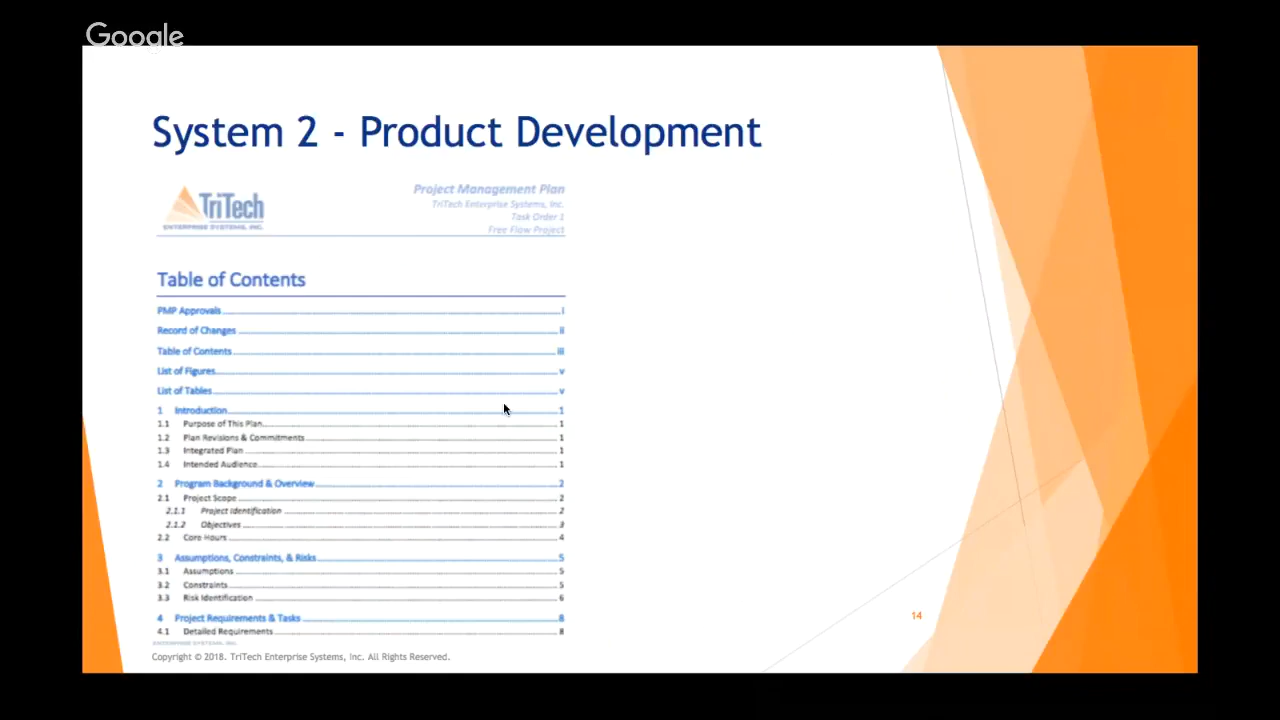 Google
System 2 - Product Development
TriTech
ENTERPRISE SYSTEMS, INC.
Project Management Plan
TriTech Enterprise Systems, Inc.
Task Order 1
Free Flow Project
Table of Contents
PMP Approvals i
Record of Changes ii
Table of Contents iii
List of Figures v
List of Tables v
1 Introduction 1
1.1 Purpose of This Plan 1
1.2 Plan Revisions & Commitments 1
1.3 Integrated Plan 1
1.4 Intended Audience 1
2 Program Background & Overview 2
2.1 Project Scope 2
2.1.1 Project Identification 2
2.1.2 Objectives 3
2.2 Core Hours 4
3 Assumptions, Constraints, & Risks 5
3.1 Assumptions 5
3.2 Constraints 5
3.3 Risk Identification 6
4 Project Requirements & Tasks 8
4.1 Detailed Requirements 8
ENTERPRISE SYSTEMS, INC.
Copyright © 2018. TriTech Enterprise Systems, Inc. All Rights Reserved.
14